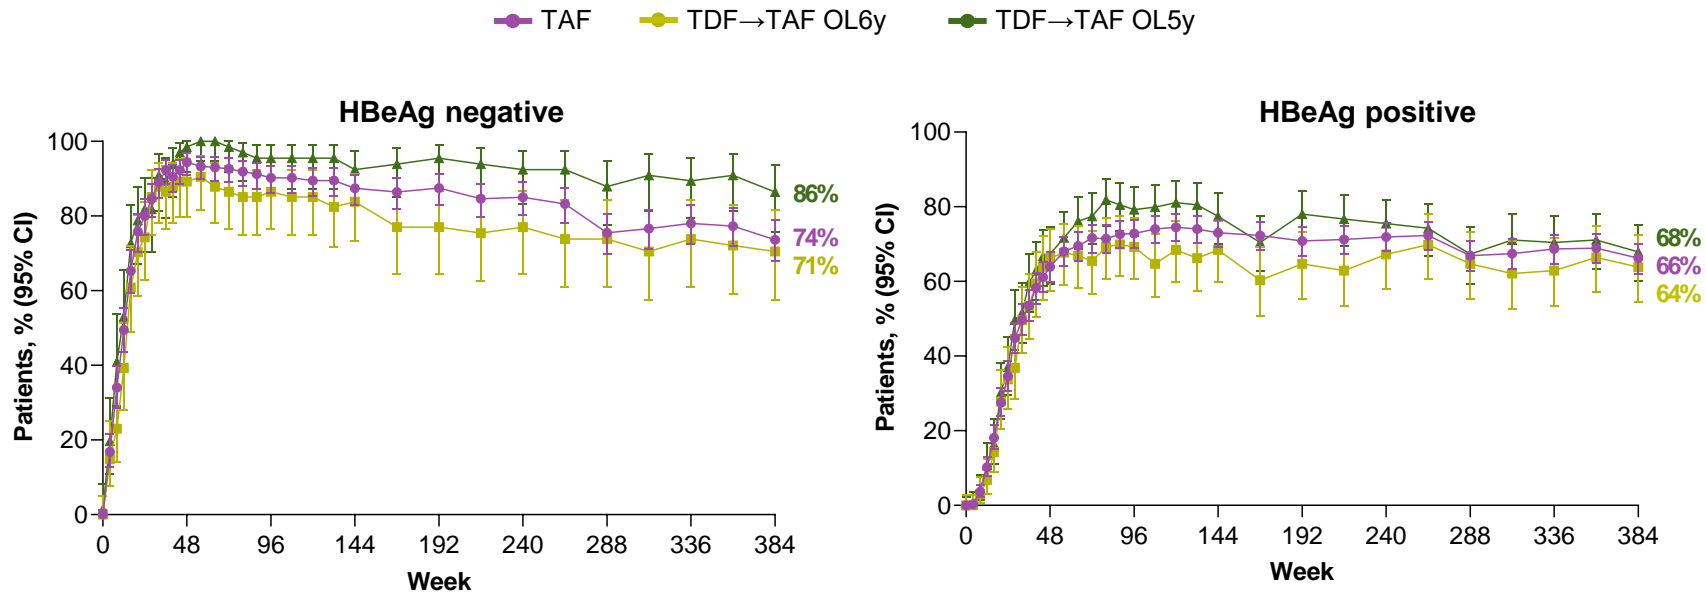 TAF TDF→TAF OL6y TDF→TAF OL5y
HBeAg negative
Patients, % (95% CI)
100
80
60
40
20
0
0 48 96 144 192 240 288 336 384
Week
86%
74%
71%
HBeAg positive
Patients, % (95% CI)
100
80
60
40
20
0
0 48 96 144 192 240 288 336 384
Week
68%
66%
64%